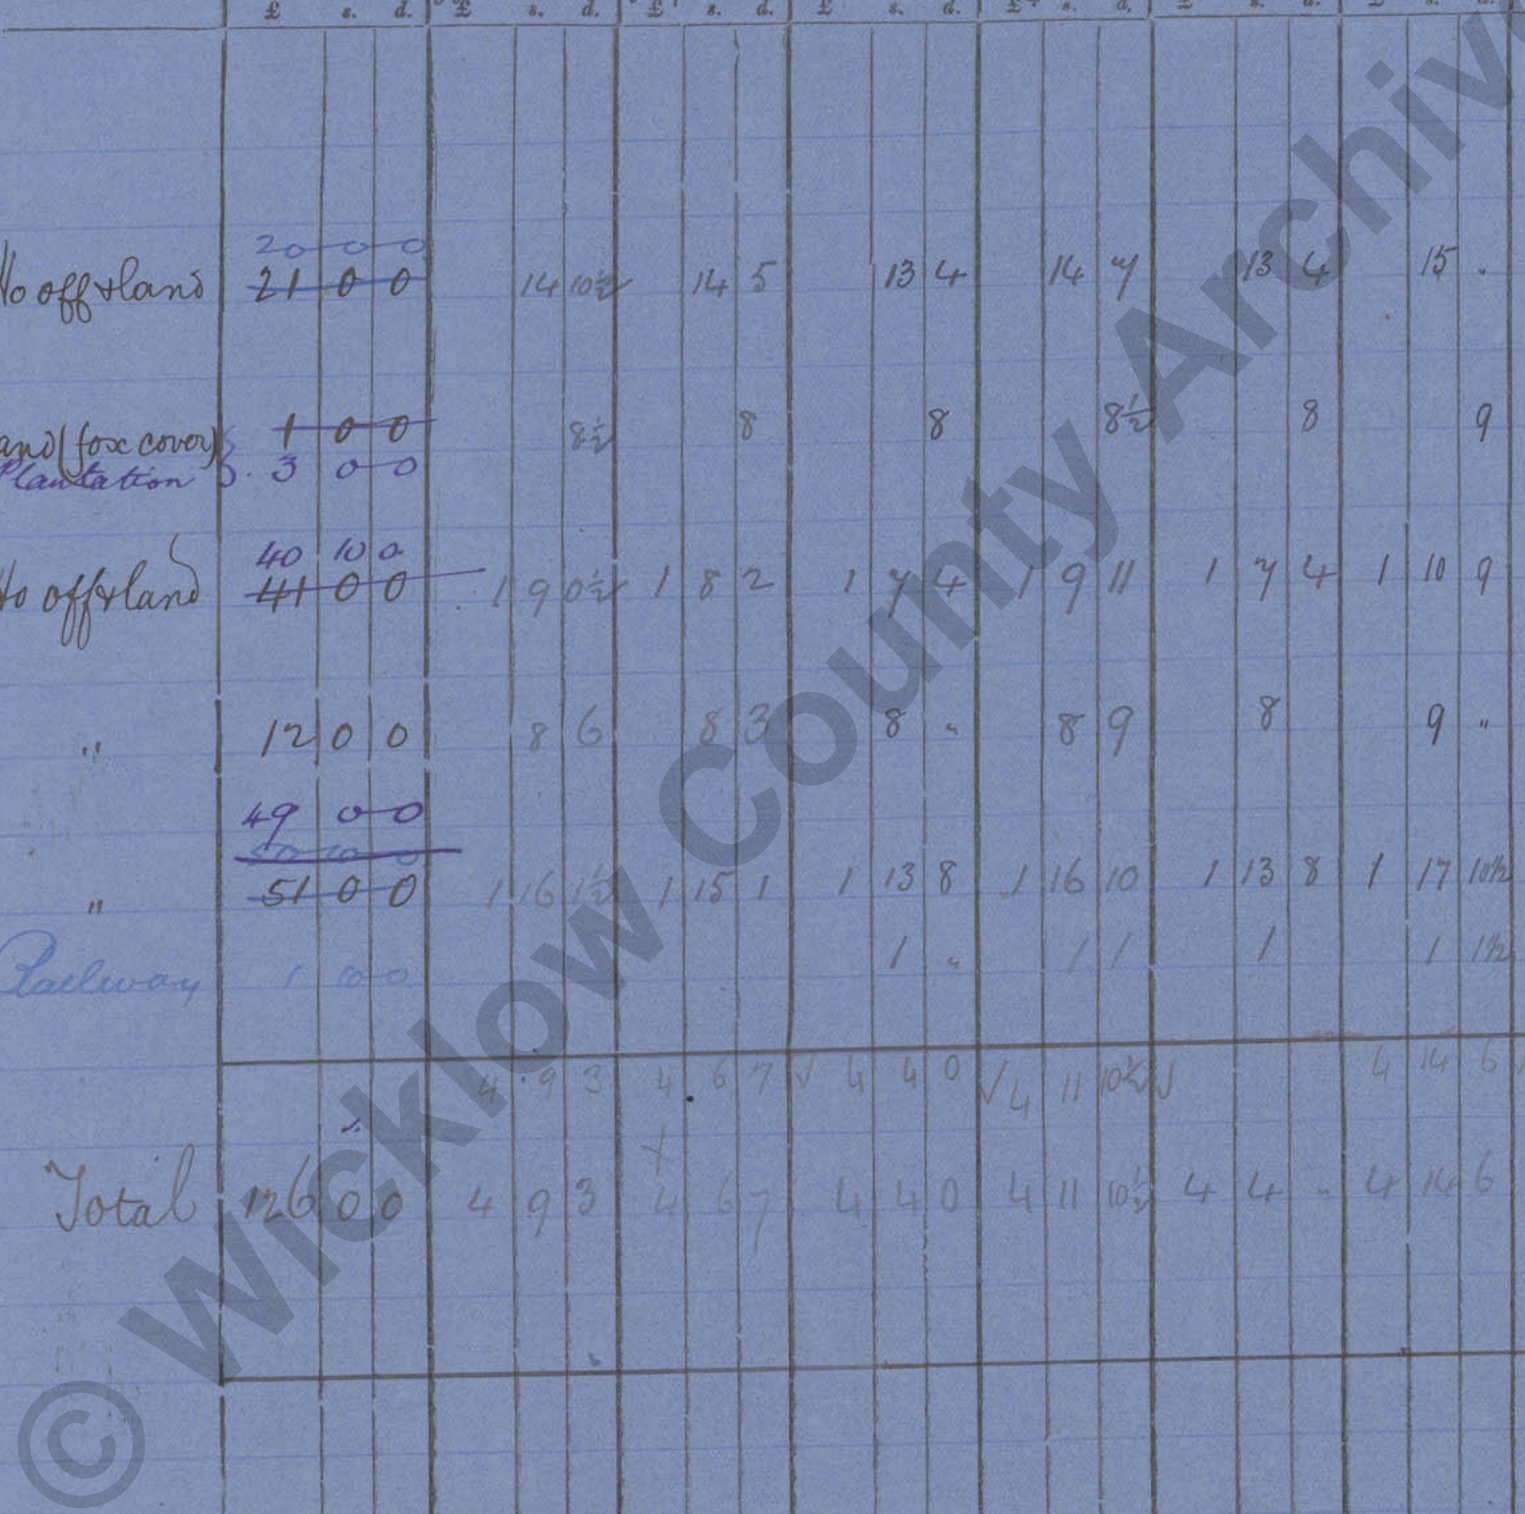 £ s. d. £ s. d. £ s. d. £ s. d. £ s. d. £ s. d. £ s. d.
20 0 0
Ho off & land 21 0 0 14 10½ 14 5 13 4 14 7 13 4 15 "
and (fox cover) 1 0 0 8½ 8 8 8½ 8 9
Plantation 3 0 0
40 10 0
Ho off & land 41 0 0 1 9 0½ 1 8 2 1 7 4 1 9 11 1 7 4 1 10 9
" 12 0 0 8 6 8 3 8 " 8 9 8 9 "
49 0 0
50 10 0
" 51 0 0 1 16 1½ 1 15 1 1 13 8 1 16 10 1 13 8 1 17 10½
Railway 1 10 0 1 " 1 1 1 1 1½
4 9 3 4 6 7 √ 4 4 0 √ 4 11 10½ √ 4 14 6
Total 126 0 0 4 9 3 4 6 7 4 4 0 4 11 10½ 4 4 " 4 14 6
© Wicklow County Archiv